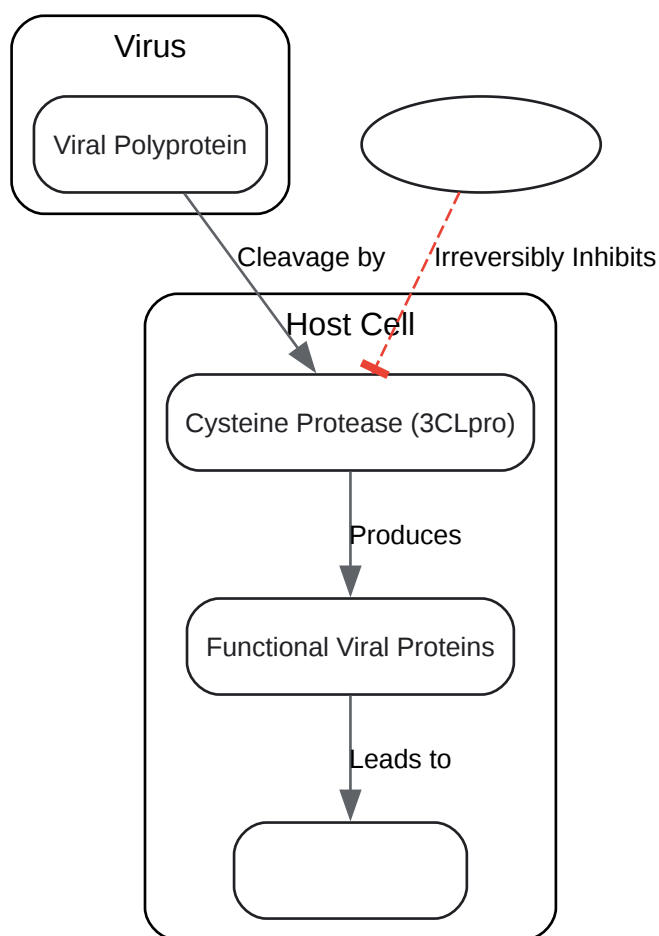 Virus
Viral Polyprotein
Cleavage by
Irreversibly Inhibits
Host Cell
Cysteine Protease (3CLpro)
Produces
Functional Viral Proteins
Leads to